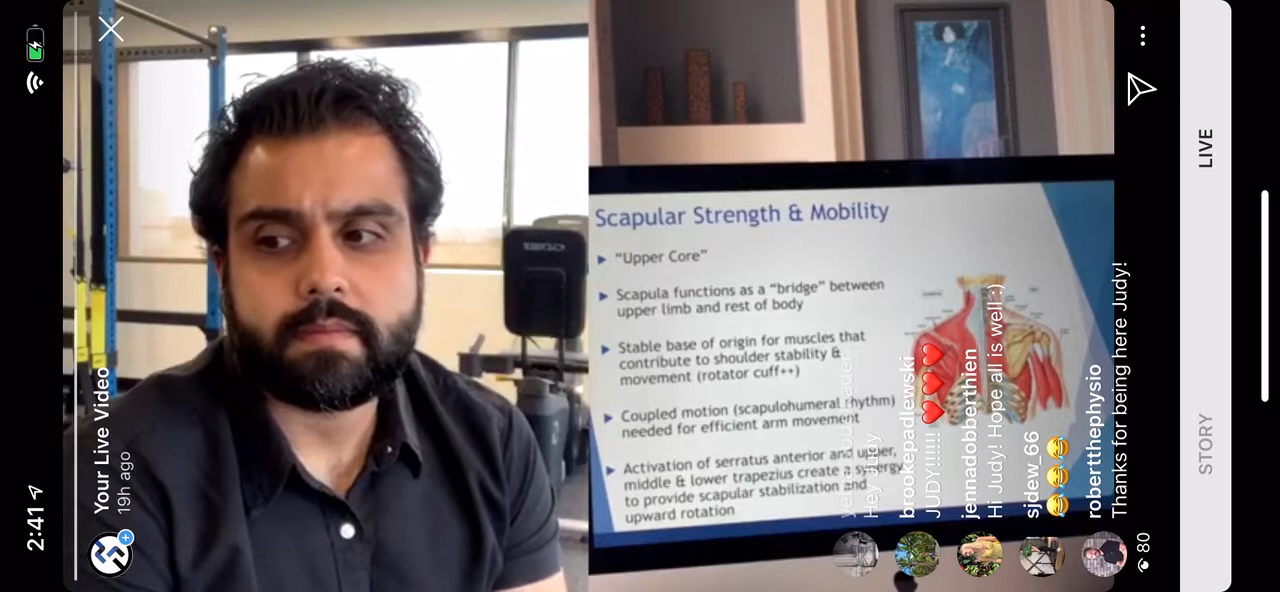 2:41
Your Live Video
19h ago
Scapular Strength & Mobility
"Upper Core"
Scapula functions as a "bridge" between
upper limb and rest of body
Stable base of origin for muscles that
contribute to shoulder stability &
movement (rotator cuff++)
Coupled motion (scapulohumeral rhythm)
needed for efficient arm movement
Activation of serratus anterior and upper,
middle & lower trapezius create a synergy
to provide scapular stabilization and
upward rotation
Hey Judy
brookepadlewski
JUDY!!!!!! ❤️❤️❤️
jennadobberthien
Hi Judy! Hope all is well :)
sjdew_66
robertthephysio
Thanks for being here Judy!
80
LIVE
STORY